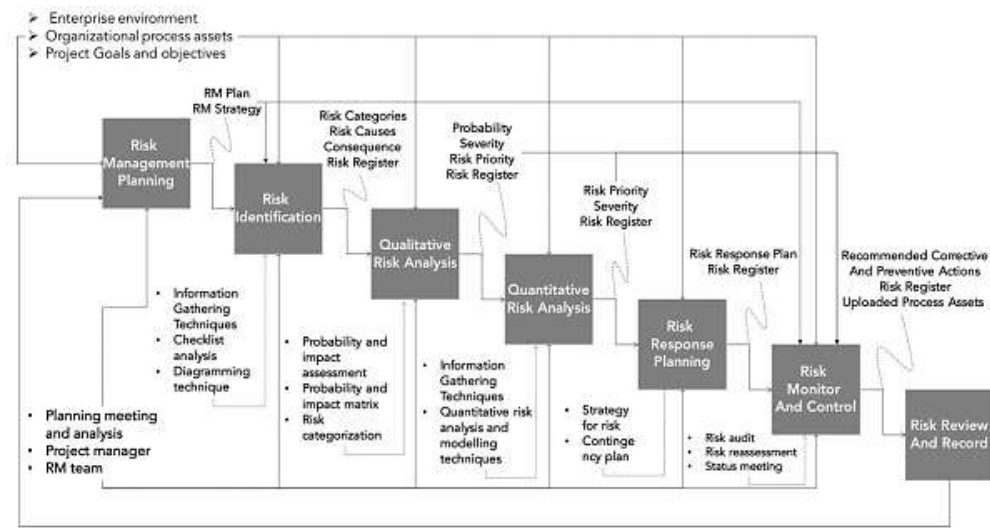 ➢ Enterprise environment
➢ Organizational process assets
➢ Project Goals and objectives
RM Plan
RM Strategy
Risk
Management
Planning
Risk Categories
Risk Causes
Consequence
Risk Register
Risk
Identification
Probability
Severity
Risk Priority
Risk Register
Qualitative
Risk Analysis
Risk Priority
Severity
Risk Register
Quantitative
Risk Analysis
Risk Response Plan
Risk Register
Risk
Response
Planning
Recommended Corrective
And Preventive Actions
Risk Register
Uploaded Process Assets
Risk
Monitor
And Control
Risk Review
And Record
• Planning meeting
and analysis
• Project manager
• RM team
• Information
Gathering
Techniques
• Checklist
analysis
• Diagramming
technique
• Probability and
impact
assessment
• Probability and
impact matrix
• Risk
categorization
• Information
Gathering
Techniques
• Quantitative risk
analysis and
modelling
techniques
• Strategy
for risk
• Continge
ncy plan
• Risk audit
• Risk reassessment
• Status meeting